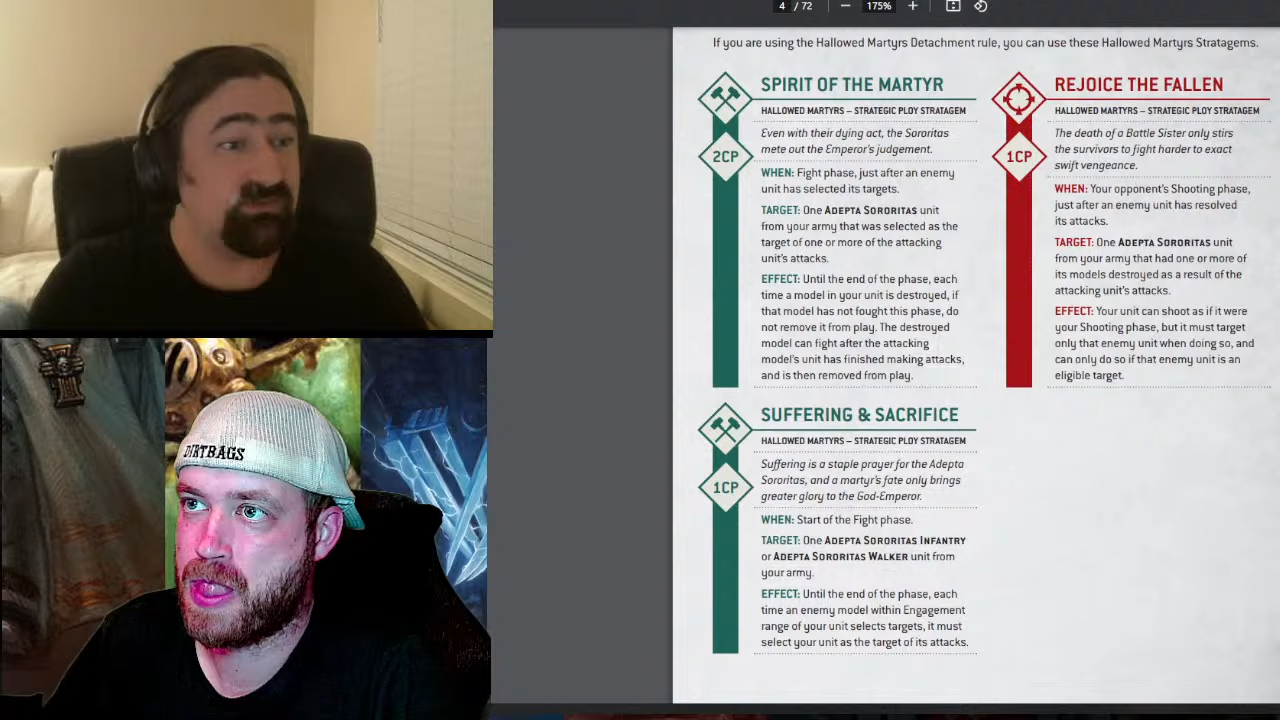 4 / 72
175%
If you are using the Hallowed Martyrs Detachment rule, you can use these Hallowed Martyrs Stratagems.
SPIRIT OF THE MARTYR
HALLOWED MARTYRS – STRATEGIC PLOY STRATAGEM
Even with their dying act, the Sororitas
mete out the Emperor's judgement.
2CP
WHEN: Fight phase, just after an enemy
unit has selected its targets.
TARGET: One ADEPTA SORORITAS unit
from your army that was selected as the
target of one or more of the attacking
unit's attacks.
EFFECT: Until the end of the phase, each
time a model in your unit is destroyed, if
that model has not fought this phase, do
not remove it from play. The destroyed
model can fight after the attacking
model's unit has finished making attacks,
and is then removed from play.
REJOICE THE FALLEN
HALLOWED MARTYRS – STRATEGIC PLOY STRATAGEM
The death of a Battle Sister only stirs
the survivors to fight harder to exact
swift vengeance.
1CP
WHEN: Your opponent's Shooting phase,
just after an enemy unit has resolved
its attacks.
TARGET: One ADEPTA SORORITAS unit
from your army that had one or more of
its models destroyed as a result of the
attacking unit's attacks.
EFFECT: Your unit can shoot as if it were
your Shooting phase, but it must target
only that enemy unit when doing so, and
can only do so if that enemy unit is an
eligible target.
SUFFERING & SACRIFICE
HALLOWED MARTYRS – STRATEGIC PLOY STRATAGEM
Suffering is a staple prayer for the Adepta
Sororitas, and a martyr's fate only brings
greater glory to the God-Emperor.
1CP
WHEN: Start of the Fight phase.
TARGET: One ADEPTA SORORITAS INFANTRY
or ADEPTA SORORITAS WALKER unit from
your army.
EFFECT: Until the end of the phase, each
time an enemy model within Engagement
range of your unit selects targets, it must
select your unit as the target of its attacks.
DIRTBAGS